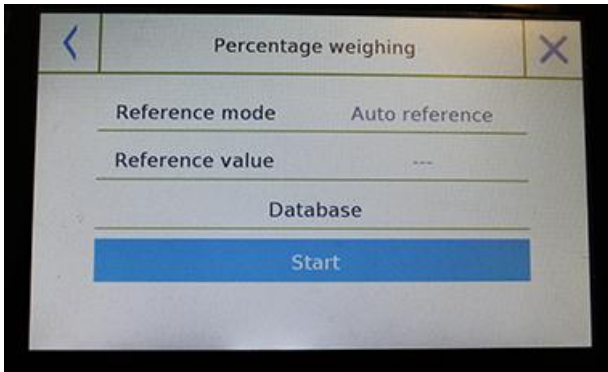 Percentage weighing
Reference mode Auto reference
Reference value ---
Database
Start